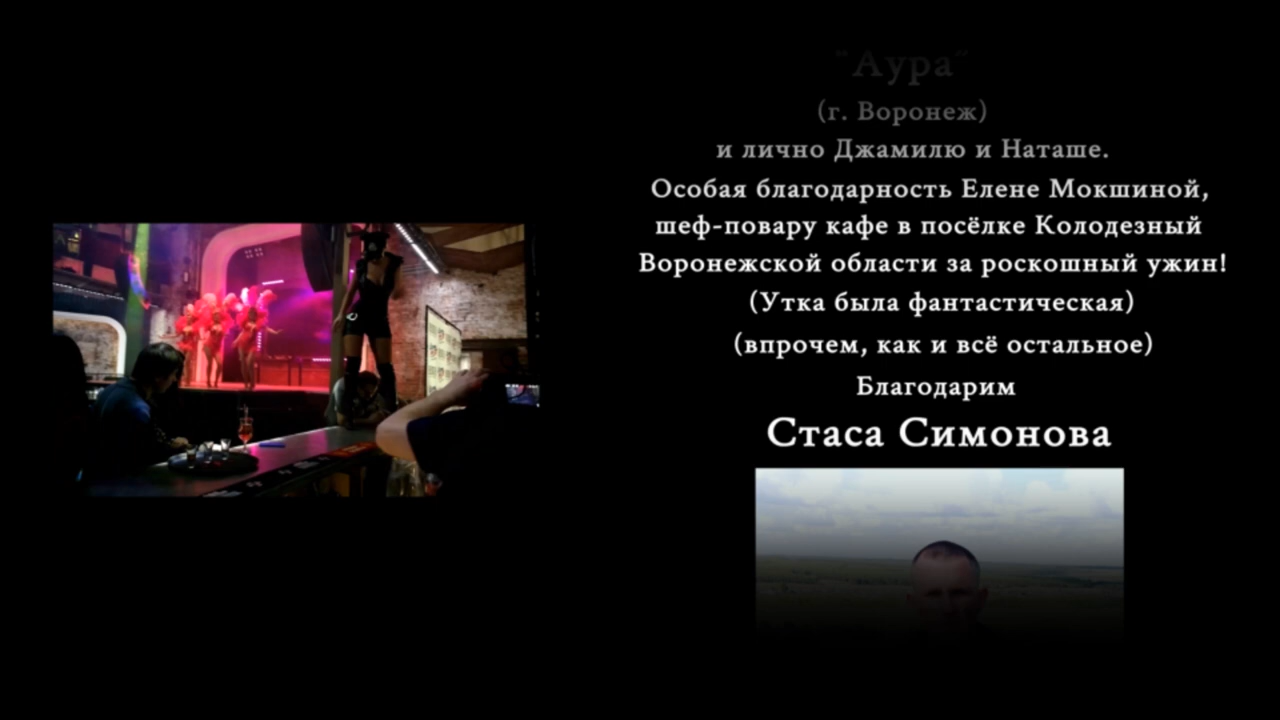 "Аура"
(г. Воронеж)
и лично Джамилю и Наташе.
Особая благодарность Елене Мокшиной,
шеф-повару кафе в посёлке Колодезный
Воронежской области за роскошный ужин!
(Утка была фантастическая)
(впрочем, как и всё остальное)
Благодарим
Стаса Симонова